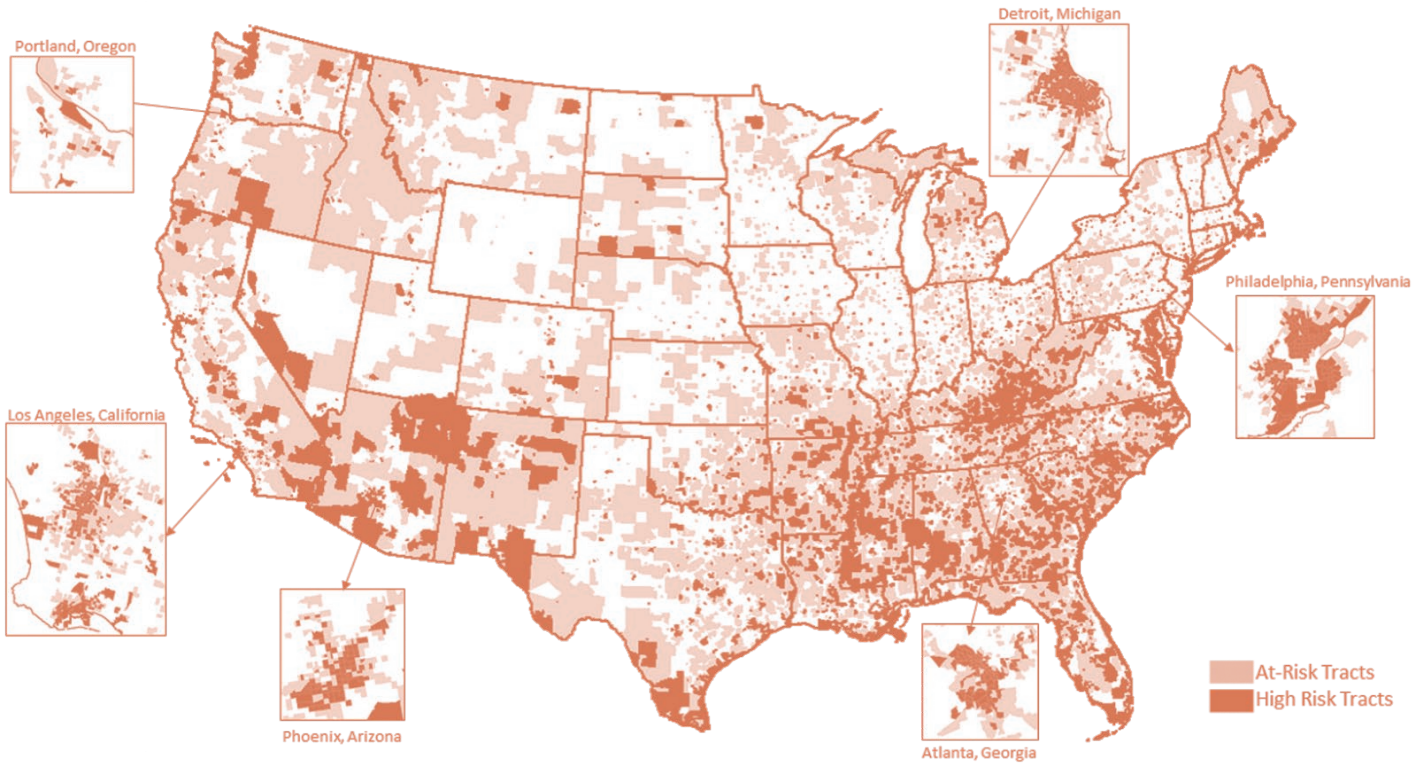 Detroit, Michigan
Portland, Oregon
Philadelphia, Pennsylvania
Los Angeles, California
At-Risk Tracts
High Risk Tracts
Phoenix, Arizona
Atlanta, Georgia